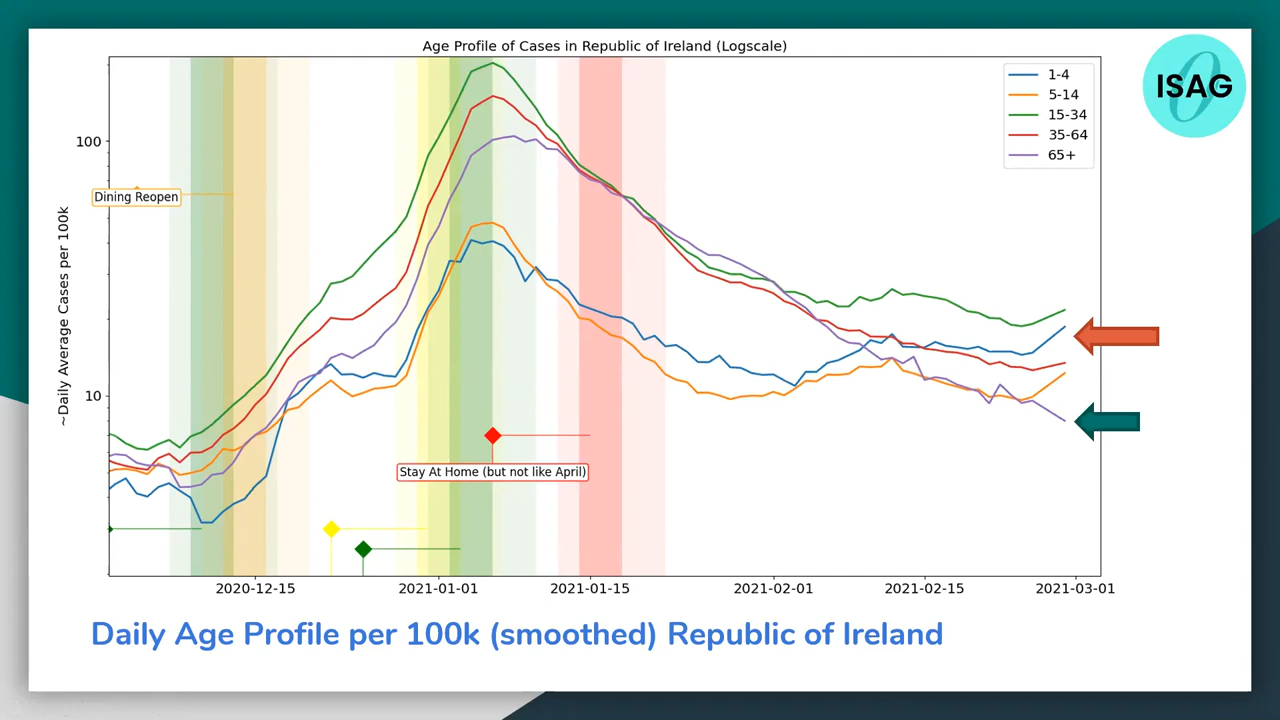 Age Profile of Cases in Republic of Ireland (Logscale)
ISAG
0
1-4
5-14
15-34
35-64
65+
~Daily Average Cases per 100k
100
10
Dining Reopen
Stay At Home (but not like April)
2020-12-15
2021-01-01
2021-01-15
2021-02-01
2021-02-15
2021-03-01
Daily Age Profile per 100k (smoothed) Republic of Ireland